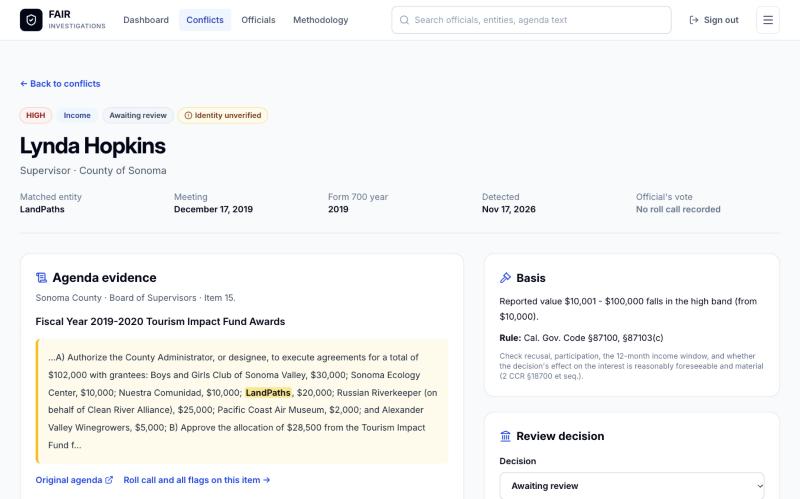 FAIR
INVESTIGATIONS
Dashboard
Conflicts
Officials
Methodology
Search officials, entities, agenda text
Sign out
← Back to conflicts
HIGH
Income
Awaiting review
Identity unverified
Lynda Hopkins
Supervisor · County of Sonoma
Matched entity
LandPaths
Meeting
December 17, 2019
Form 700 year
2019
Detected
Nov 17, 2026
Official's vote
No roll call recorded
Agenda evidence
Sonoma County · Board of Supervisors · Item 15.
Fiscal Year 2019-2020 Tourism Impact Fund Awards
...A) Authorize the County Administrator, or designee, to execute agreements for a total of
$102,000 with grantees: Boys and Girls Club of Sonoma Valley, $30,000; Sonoma Ecology
Center, $10,000; Nuestra Comunidad, $10,000; LandPaths, $20,000; Russian Riverkeeper (on
behalf of Clean River Alliance), $25,000; Pacific Coast Air Museum, $2,000; and Alexander
Valley Winegrowers, $5,000; B) Approve the allocation of $28,500 from the Tourism Impact
Fund f...
Original agenda
Roll call and all flags on this item →
Basis
Reported value $10,001 - $100,000 falls in the high band (from
$10,000).
Rule: Cal. Gov. Code §87100, §87103(c)
Check recusal, participation, the 12-month income window, and whether
the decision's effect on the interest is reasonably foreseeable and material
(2 CCR §18700 et seq.).
Review decision
Decision
Awaiting review